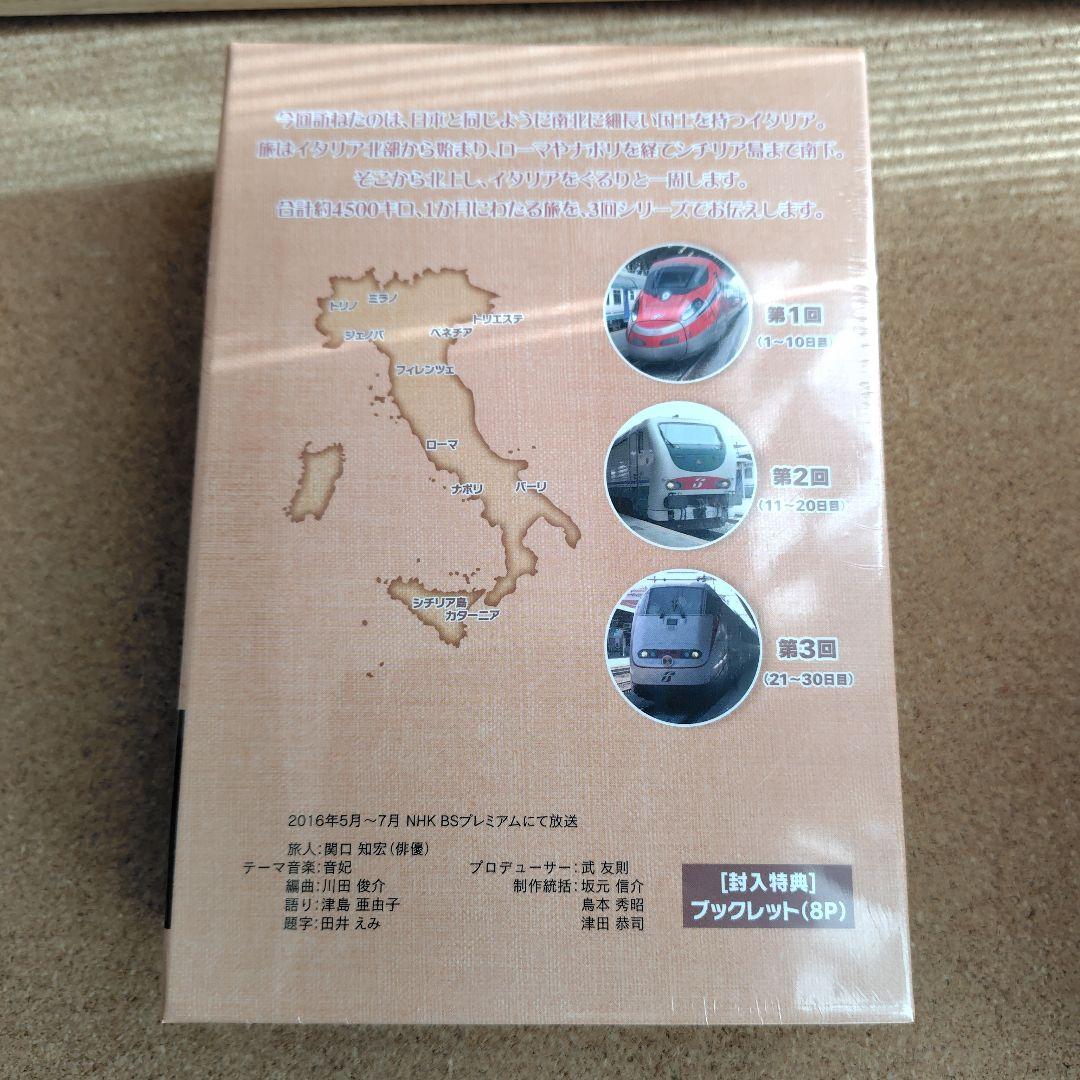 今回訪ねたのは、日本と同じように南北に細長い国土を持つイタリア。
旅はイタリア北部から始まり、ローマやナポリを経てシチリア島まで南下。
そこから北上し、イタリアをぐるりと一周します。
合計約4500キロ、1か月にわたる旅を、3回シリーズでお伝えします。
トリノ
ミラノ
トリエステ
ジェノバ
ベネチア
フィレンツェ
ローマ
ナポリ
バーリ
シチリア島
カターニア
第1回
(1～10日目)
第2回
(11～20日目)
第3回
(21～30日目)
2016年5月～7月 NHK BSプレミアムにて放送
旅人：関口 知宏（俳優）
テーマ音楽：音妃
編曲：川田 俊介
語り：津島 亜由子
題字：田井 えみ
プロデューサー：武 友則
制作統括：坂元 信介
鳥本 秀昭
津田 恭司
[封入特典]
ブックレット(8P)